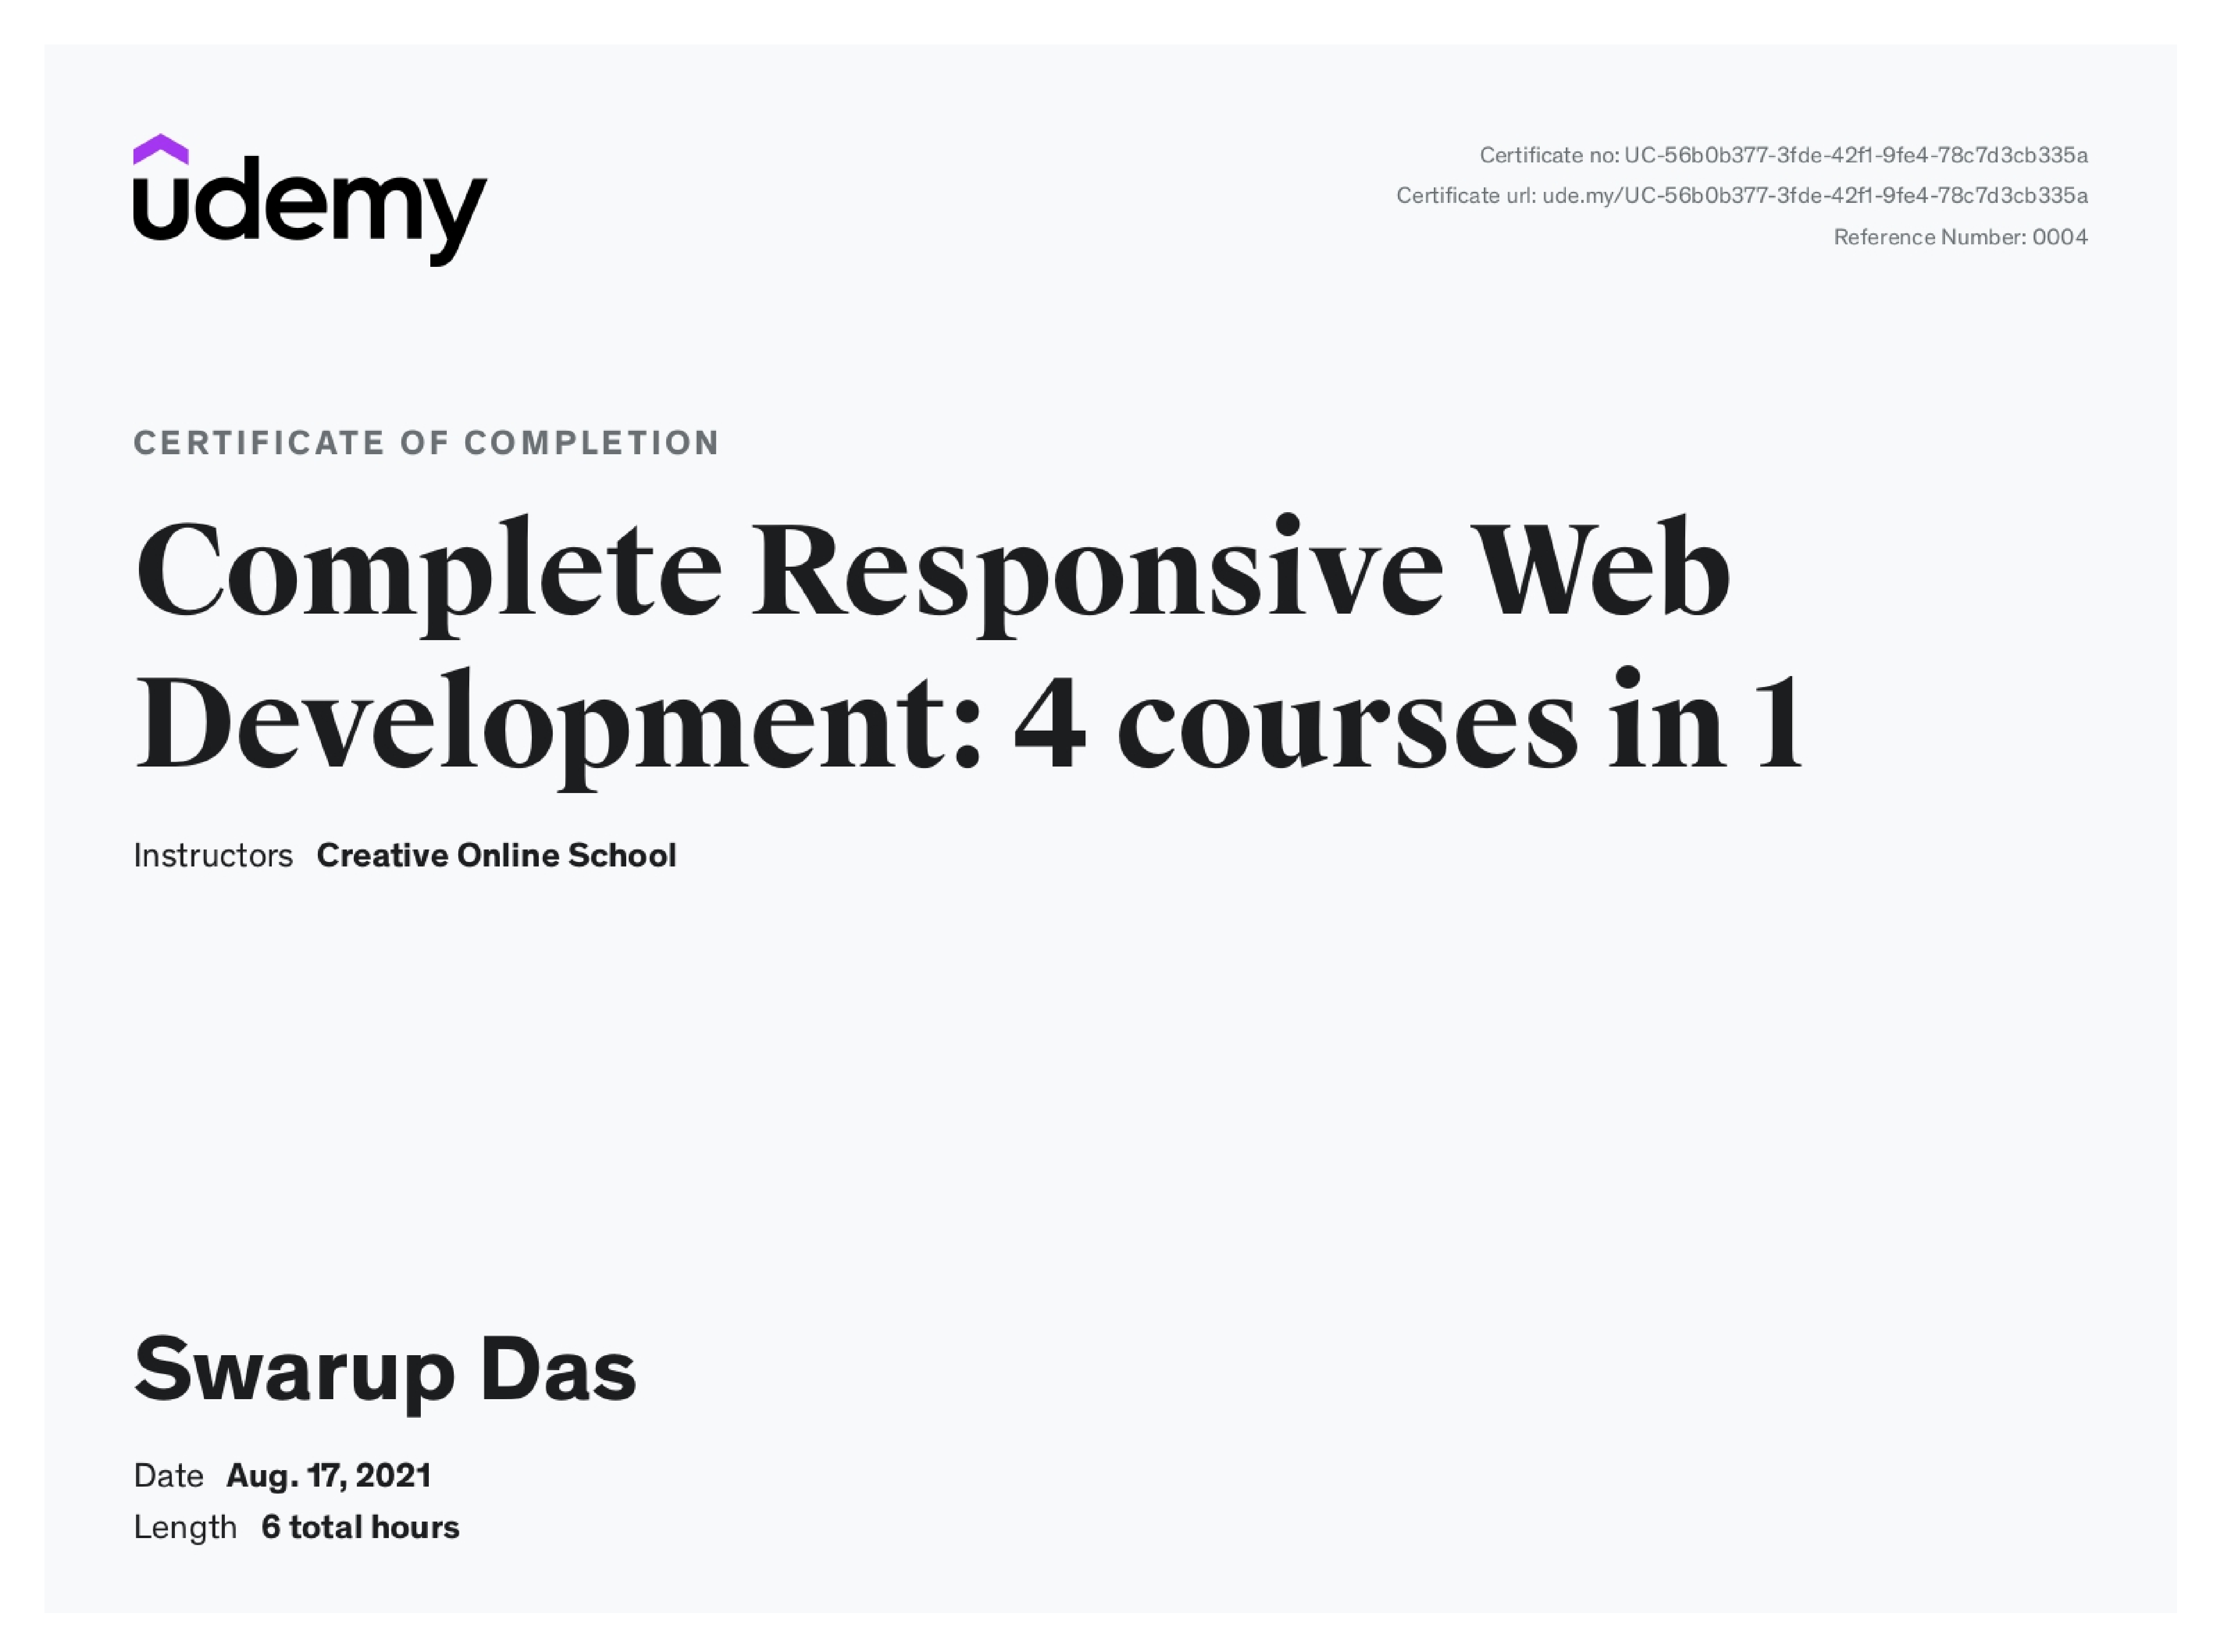 udemy
Certificate no: UC-56b0b377-3fde-42f1-9fe4-78c7d3cb335a
Certificate url: ude.my/UC-56b0b377-3fde-42f1-9fe4-78c7d3cb335a
Reference Number: 0004
CERTIFICATE OF COMPLETION
Complete Responsive Web
Development: 4 courses in 1
Instructors Creative Online School
Swarup Das
Date Aug. 17, 2021
Length 6 total hours